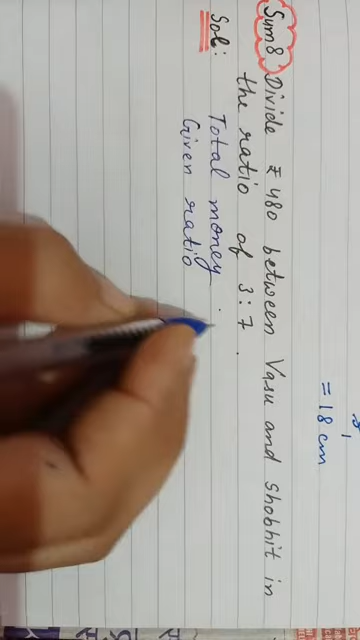 = 18 cm
Sum 8. Divide ₹ 480 between Vasu and Shobhit in
the ratio of 3:7.
Sol:
Total money
Given ratio